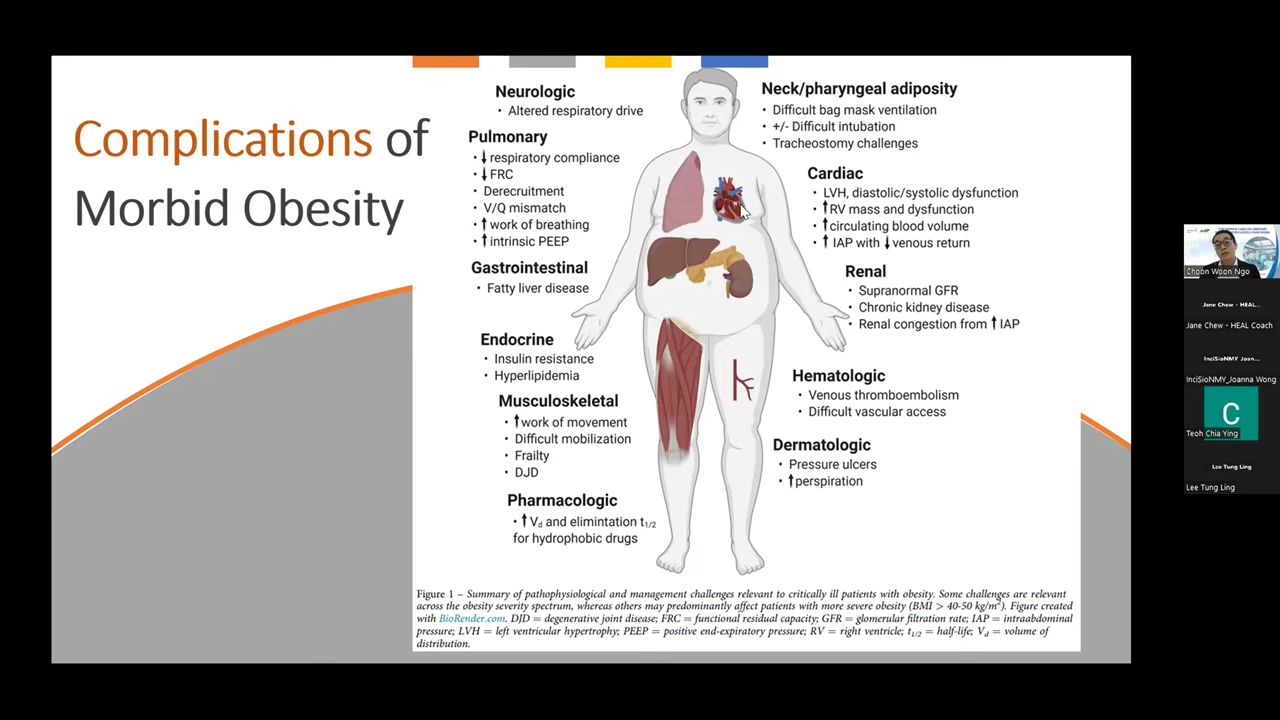 Complications of
Morbid Obesity
Neurologic
• Altered respiratory drive
Pulmonary
• ↓ respiratory compliance
• ↓ FRC
• Derecruitment
• V/Q mismatch
• ↑ work of breathing
• ↑ intrinsic PEEP
Gastrointestinal
• Fatty liver disease
Endocrine
• Insulin resistance
• Hyperlipidemia
Musculoskeletal
• ↑ work of movement
• Difficult mobilization
• Frailty
• DJD
Pharmacologic
• ↑ Vd and elimintation t1/2
for hydrophobic drugs
Neck/pharyngeal adiposity
• Difficult bag mask ventilation
• +/- Difficult intubation
• Tracheostomy challenges
Cardiac
• LVH, diastolic/systolic dysfunction
• ↑ RV mass and dysfunction
• ↑ circulating blood volume
• ↑ IAP with ↓ venous return
Renal
• Supranormal GFR
• Chronic kidney disease
• Renal congestion from ↑ IAP
Hematologic
• Venous thromboembolism
• Difficult vascular access
Dermatologic
• Pressure ulcers
• ↑ perspiration
Figure 1 – Summary of pathophysiological and management challenges relevant to critically ill patients with obesity. Some challenges are relevant
across the obesity severity spectrum, whereas others may predominantly affect patients with more severe obesity (BMI > 40-50 kg/m2). Figure created
with BioRender.com. DJD = degenerative joint disease; FRC = functional residual capacity; GFR = glomerular filtration rate; IAP = intraabdominal
pressure; LVH = left ventricular hypertrophy; PEEP = positive end-expiratory pressure; RV = right ventricle; t1/2 = half-life; Vd = volume of
distribution.
Choon Woon Ngo
Jane Chew - HEAL...
Jane Chew - HEAL Coach
InciSioNMY_Joan...
InciSioNMY_Joanna Wong
C
Teoh Chia Ying
Lee Tung Ling
Lee Tung Ling